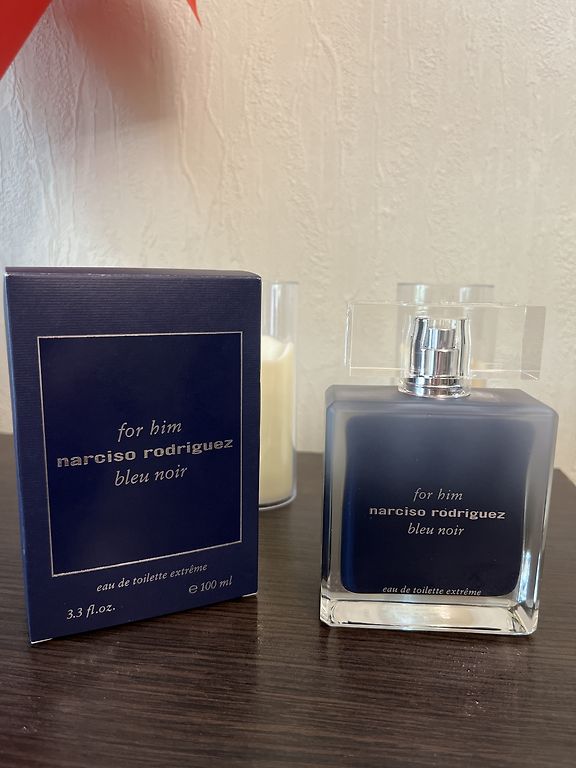 for him
narciso rodriguez
bleu noir
eau de toilette extrême
3.3 fl.oz.
℮ 100 ml
for him
narciso rodriguez
bleu noir
eau de toilette extrême